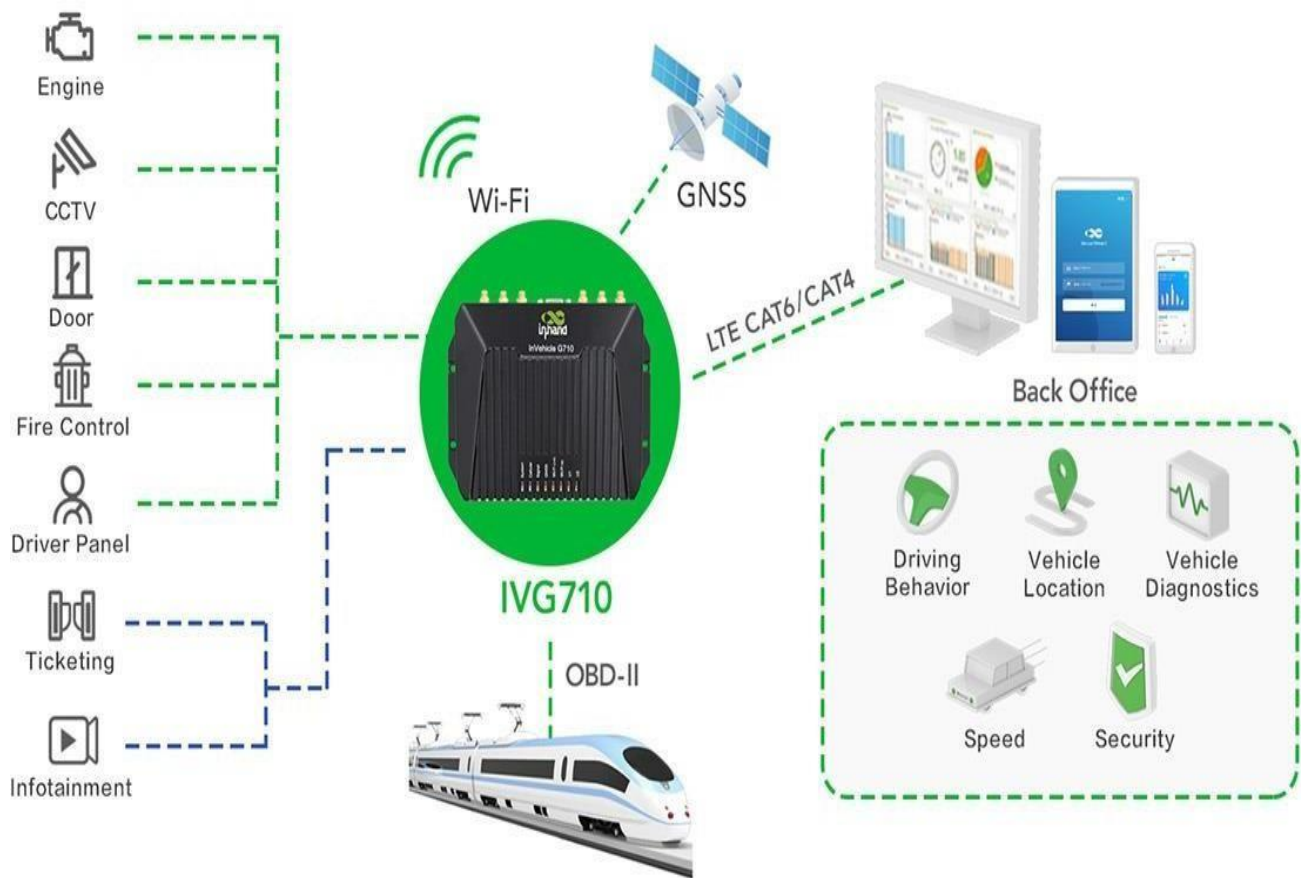 Engine
CCTV
Door
Fire Control
Driver Panel
Ticketing
Infotainment
Wi-Fi
GNSS
LTE CAT6/CAT4
inhand
InVehicle G710
IVG710
OBD-II
Back Office
Driving
Behavior
Vehicle
Location
Vehicle
Diagnostics
Speed
Security